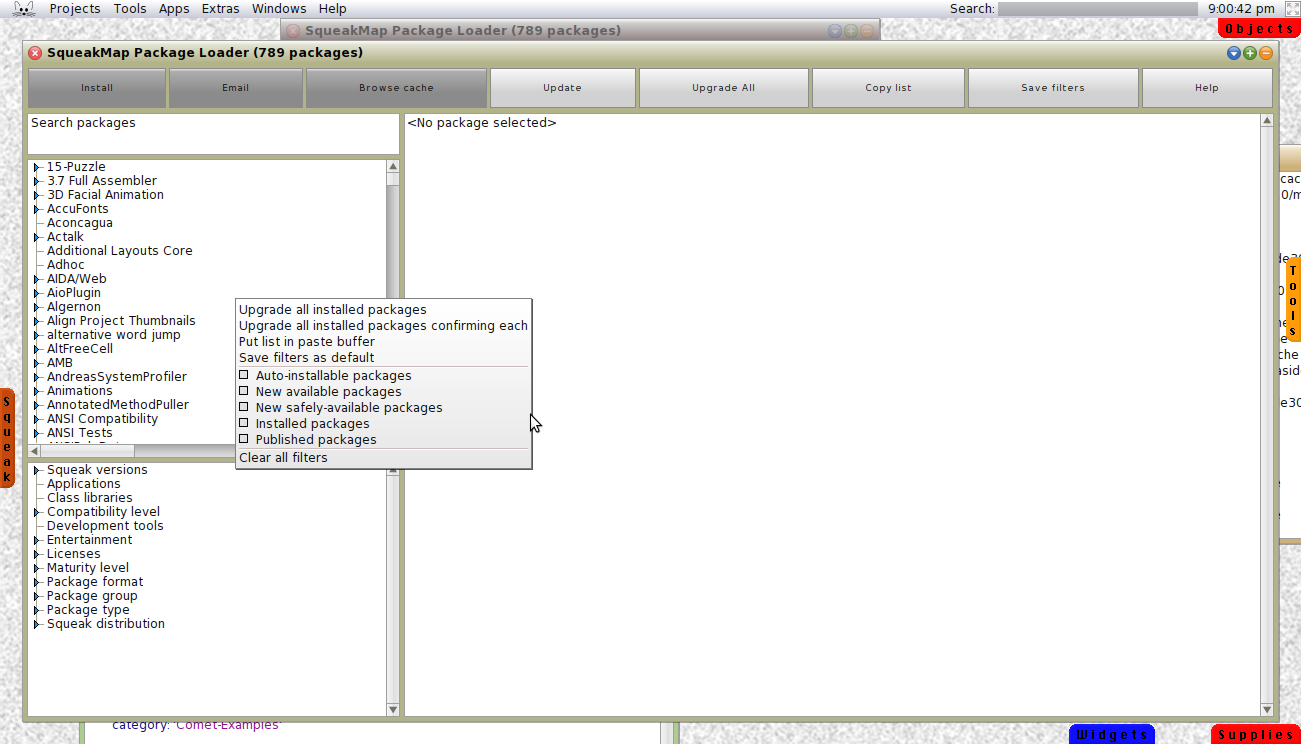 Projects Tools Apps Extras Windows Help Search: 9:00:42 pm
Objects
SqueakMap Package Loader (789 packages)
SqueakMap Package Loader (789 packages)
Install Email Browse cache Update Upgrade All Copy list Save filters Help
Search packages
<No package selected>
15-Puzzle
3.7 Full Assembler
3D Facial Animation
AccuFonts
Aconcagua
Actalk
Additional Layouts Core
Adhoc
AIDA/Web
AioPlugin
Algernon
Align Project Thumbnails
alternative word jump
AltFreeCell
AMB
AndreasSystemProfiler
Animations
AnnotatedMethodPuller
ANSI Compatibility
ANSI Tests
Upgrade all installed packages
Upgrade all installed packages confirming each
Put list in paste buffer
Save filters as default
Auto-installable packages
New available packages
New safely-available packages
Installed packages
Published packages
Clear all filters
Squeak versions
Applications
Class libraries
Compatibility level
Development tools
Entertainment
Licenses
Maturity level
Package format
Package group
Package type
Squeak distribution
Squeak
Tools
category: 'Comet-Examples'
Widgets
Supplies